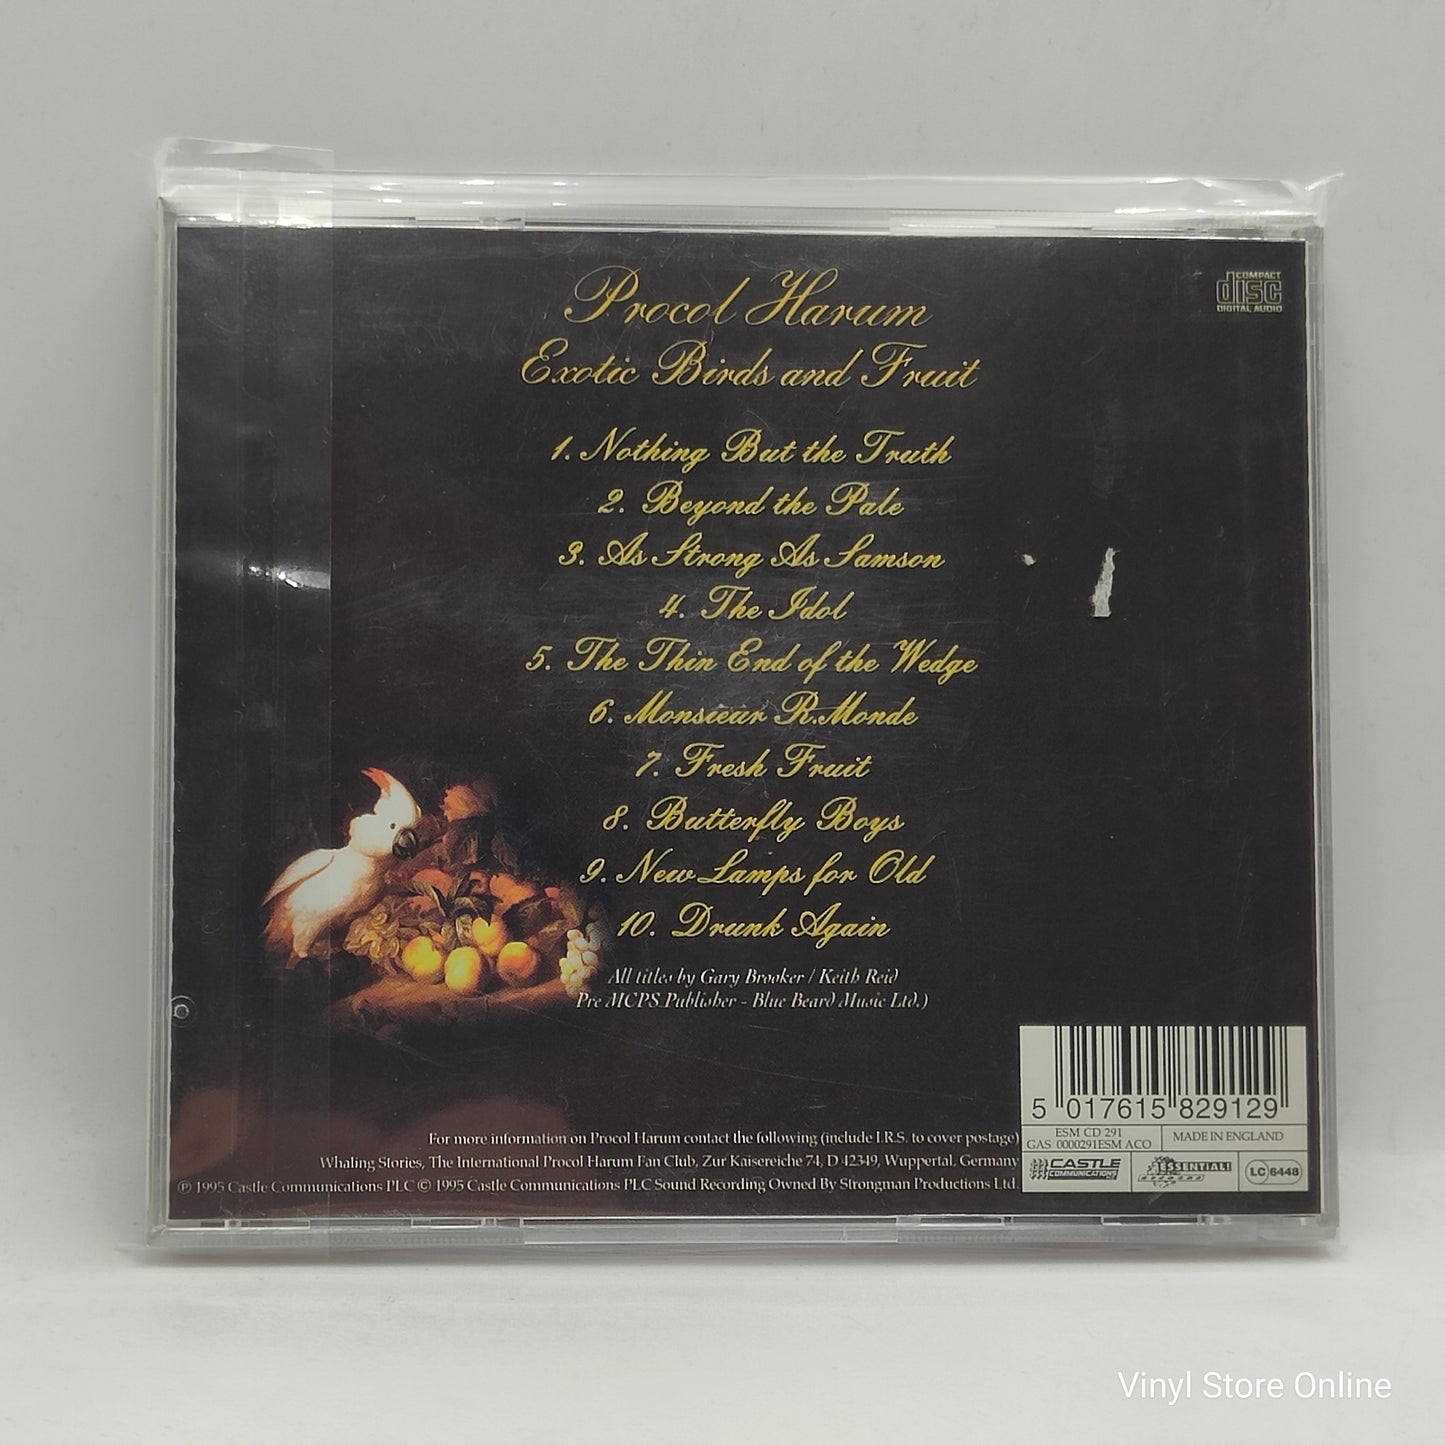 Procol Harum
COMPACT
disc
DIGITAL AUDIO
Exotic Birds and Fruit
1. Nothing But the Truth
2. Beyond the Pale
3. As Strong As Samson
4. The Idol
5. The Thin End of the Wedge
6. Monsieur R.Monde
7. Fresh Fruit
8. Butterfly Boys
9. New Lamps for Old
10. Drunk Again
All titles by Gary Brooker / Keith Reid
Pre MCPS Publisher - Blue Beard Music Ltd.)
5 017615 829129
ESM CD 291
GAS 0000291ESM ACO
MADE IN ENGLAND
For more information on Procol Harum contact the following (include I.R.S. to cover postage)
Whaling Stories, The International Procol Harum Fan Club, Zur Kaisereiche 74, D 42349, Wuppertal, Germany
℗ 1995 Castle Communications PLC © 1995 Castle Communications PLC Sound Recording Owned By Strongman Productions Ltd.
CASTLE
COMMUNICATIONS
ESSENTIAL!
RECORDS
LC 6448
Vinyl Store Online